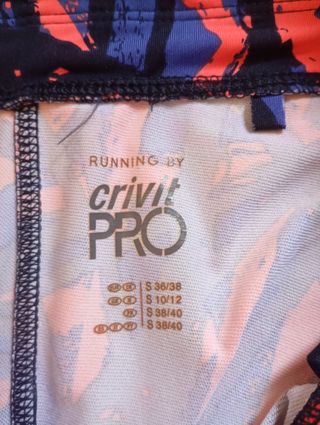 RUNNING BY
crivit
PRO
S 36/38
S 10/12
S 38/40
S 38/40